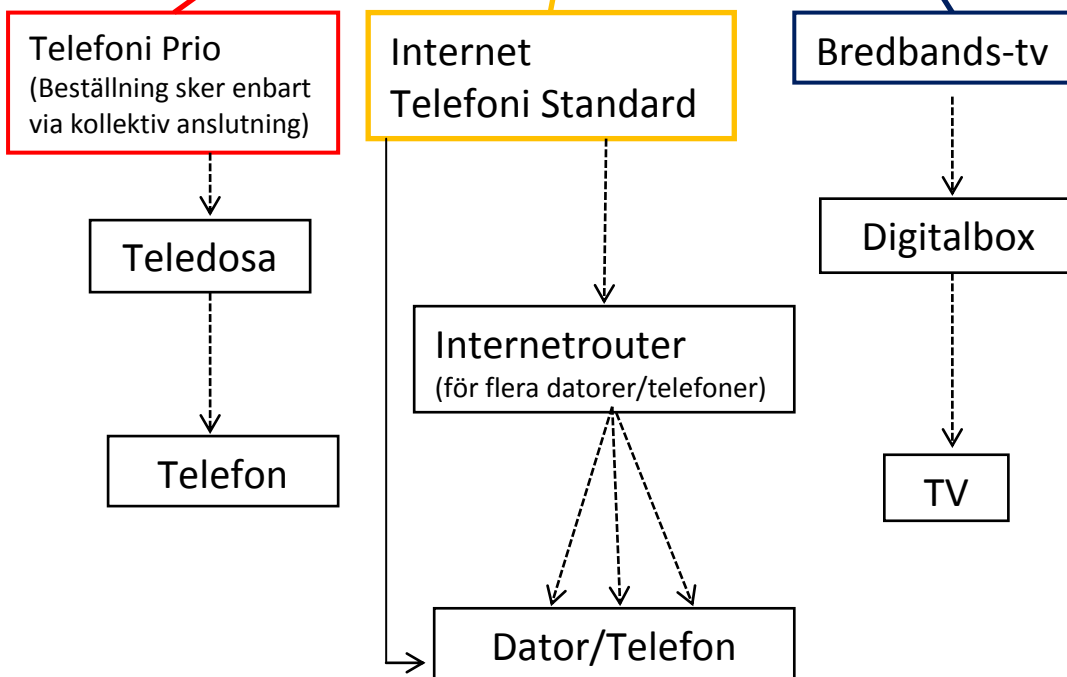 Telefoni Prio
(Beställning sker enbart
via kollektiv anslutning)
Teledosa
Telefon
Internet
Telefoni Standard
Internetrouter
(för flera datorer/telefoner)
Dator/Telefon
Bredbands-tv
Digitalbox
TV